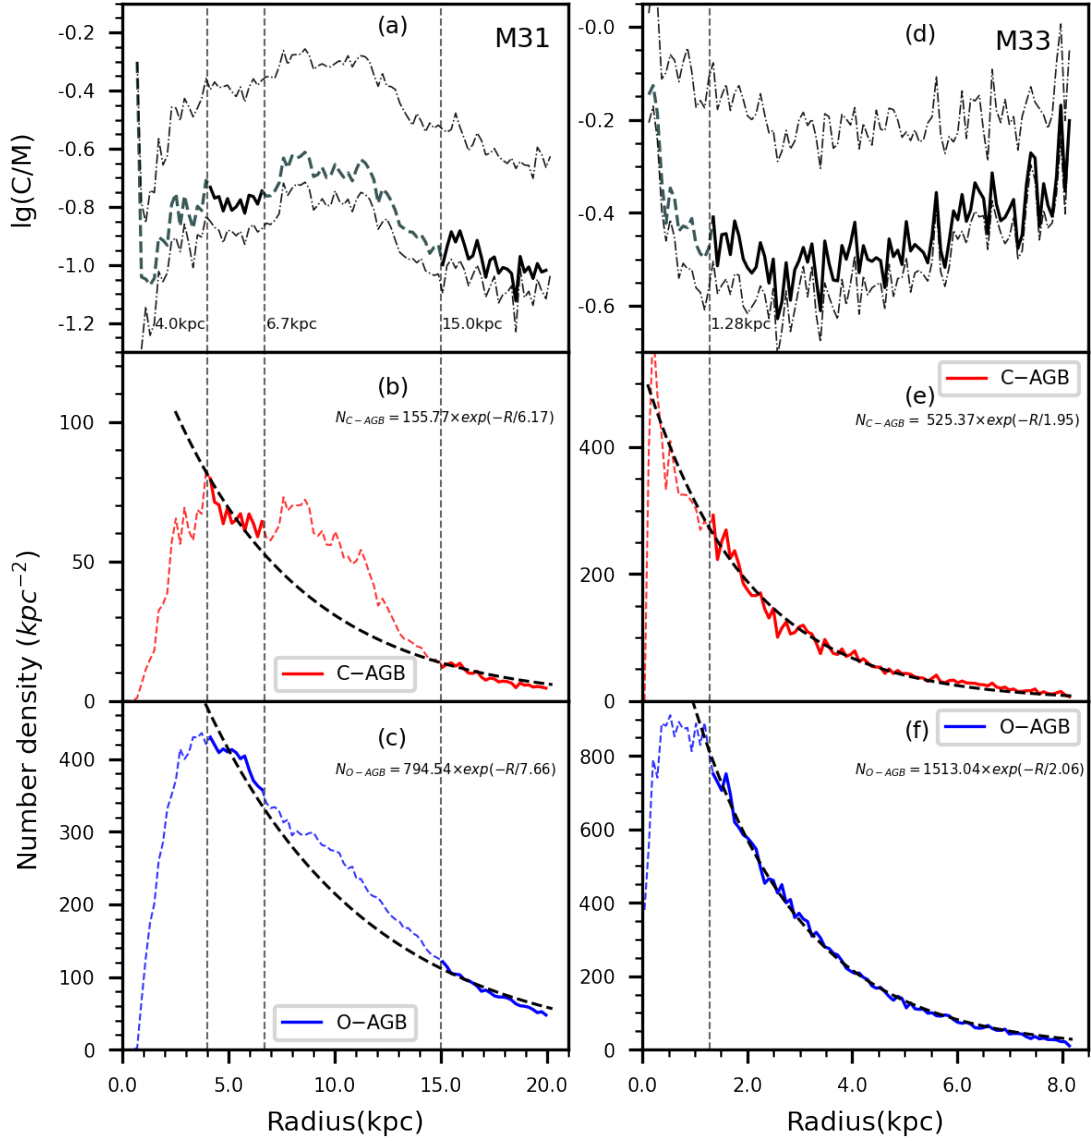 (a)
M31
-0.2
-0.4
-0.6
-0.8
-1.0
-1.2
lg(C/M)
4.0kpc
6.7kpc
15.0kpc
(d)
M33
-0.0
-0.2
-0.4
-0.6
1.28kpc
(b)
N_{C-AGB} = 155.77×exp(-R/6.17)
100
50
0
C−AGB
(e)
C−AGB
N_{C-AGB} = 525.37×exp(-R/1.95)
400
200
0
Number density (kpc^{-2})
(c)
N_{O-AGB} = 794.54×exp(-R/7.66)
400
300
200
100
0
O−AGB
(f)
O−AGB
N_{O-AGB} = 1513.04×exp(-R/2.06)
800
600
400
200
0
0.0 5.0 10.0 15.0 20.0
Radius(kpc)
0.0 2.0 4.0 6.0 8.0
Radius(kpc)